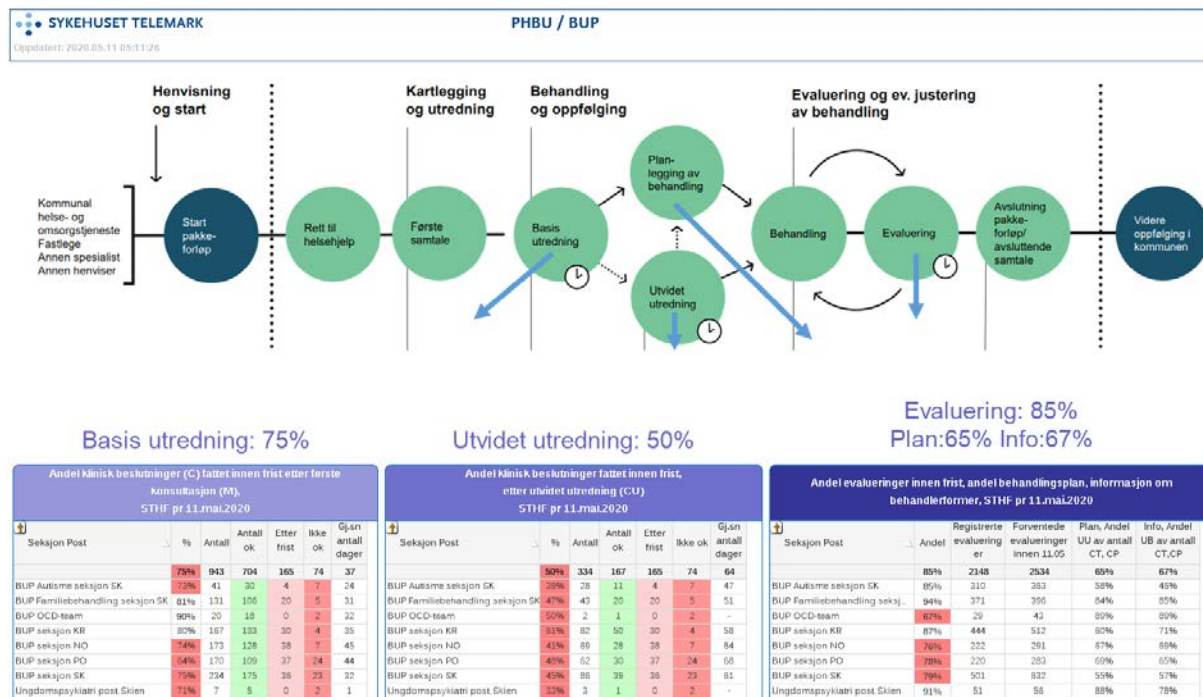 SYKEHUSET TELEMARK
PHBU / BUP
Oppdatert: 2020.05.11 05:11:26
Henvisning
og start
Kartlegging
og utredning
Behandling
og oppfølging
Evaluering og ev. justering
av behandling
Kommunal
helse- og
omsorgstjeneste
Fastlege
Annen spesialist
Annen henviser
Start
pakke-
forløp
Rett til
helsehjelp
Første
samtale
Basis
utredning
Plan-
legging av
behandling
Utvidet
utredning
Behandling
Evaluering
Avslutning
pakke-
forløp/
avsluttende
samtale
Videre
oppfølging i
kommunen
Basis utredning: 75%
Utvidet utredning: 50%
Evaluering: 85%
Plan:65% Info:67%
Andel klinisk beslutninger (C) fattet innen frist etter første
konsultasjon (M),
STHF pr 11.mai.2020
Seksjon Post % Antall Antall ok Etter frist Ikke ok Gj.sn antall dager
75% 943 704 165 74 37
BUP Autisme seksjon SK 73% 41 30 4 7 24
BUP Familiebehandling seksjon SK 81% 131 106 20 5 31
BUP OCD-team 90% 20 18 0 2 32
BUP seksjon KR 80% 167 133 30 4 35
BUP seksjon NO 74% 173 128 38 7 45
BUP seksjon PO 64% 170 109 37 24 44
BUP seksjon SK 75% 234 175 36 23 32
Ungdomspsykiatri post Skien 71% 7 5 0 2 1
Andel klinisk beslutninger fattet innen frist,
etter utvidet utredning (CU)
STHF pr 11.mai.2020
Seksjon Post % Antall Antall ok Etter frist Ikke ok Gj.sn antall dager
50% 334 167 165 74 64
BUP Autisme seksjon SK 39% 28 11 4 7 47
BUP Familiebehandling seksjon SK 47% 43 20 20 5 51
BUP OCD-team 50% 2 1 0 2 -
BUP seksjon KR 61% 82 50 30 4 58
BUP seksjon NO 41% 69 28 38 7 84
BUP seksjon PO 48% 62 30 37 24 68
BUP seksjon SK 45% 86 39 36 23 61
Ungdomspsykiatri post Skien 33% 3 1 0 2 -
Andel evalueringer innen frist, andel behandlingsplan, informasjon om
behandlerformer, STHF pr 11.mai.2020
Seksjon Post Andel Registrerte evalueringer Forventede evalueringer innen 11.05 Plan, Andel UU av antall CT, CP Info, Andel UB av antall CT,CP
85% 2148 2534 65% 67%
BUP Autisme seksjon SK 85% 310 363 58% 46%
BUP Familiebehandling seksj... 94% 371 396 84% 85%
BUP OCD-team 67% 29 43 89% 89%
BUP seksjon KR 87% 444 512 60% 71%
BUP seksjon NO 76% 222 291 67% 69%
BUP seksjon PO 78% 220 283 69% 65%
BUP seksjon SK 79% 501 632 55% 57%
Ungdomspsykiatri post Skien 91% 51 56 88% 78%